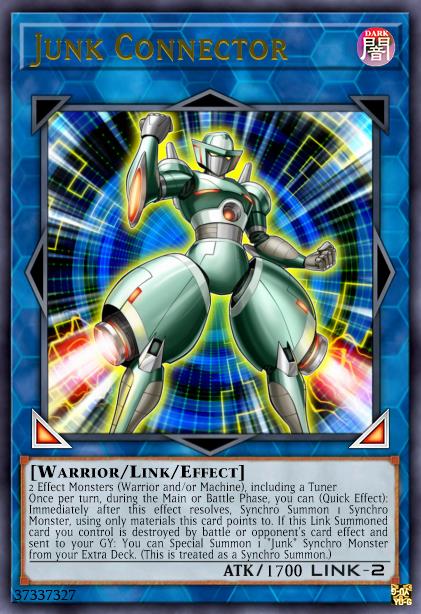 Junk Connector
DARK
闇
[Warrior/Link/Effect]
2 Effect Monsters (Warrior and/or Machine), including a Tuner
Once per turn, during the Main or Battle Phase, you can (Quick Effect):
Immediately after this effect resolves, Synchro Summon 1 Synchro
Monster, using only materials this card points to. If this Link Summoned
card you control is destroyed by battle or opponent's card effect and
sent to your GY: You can Special Summon 1 "Junk" Synchro Monster
from your Extra Deck. (This is treated as a Synchro Summon.)
ATK/1700 LINK-2
37337327